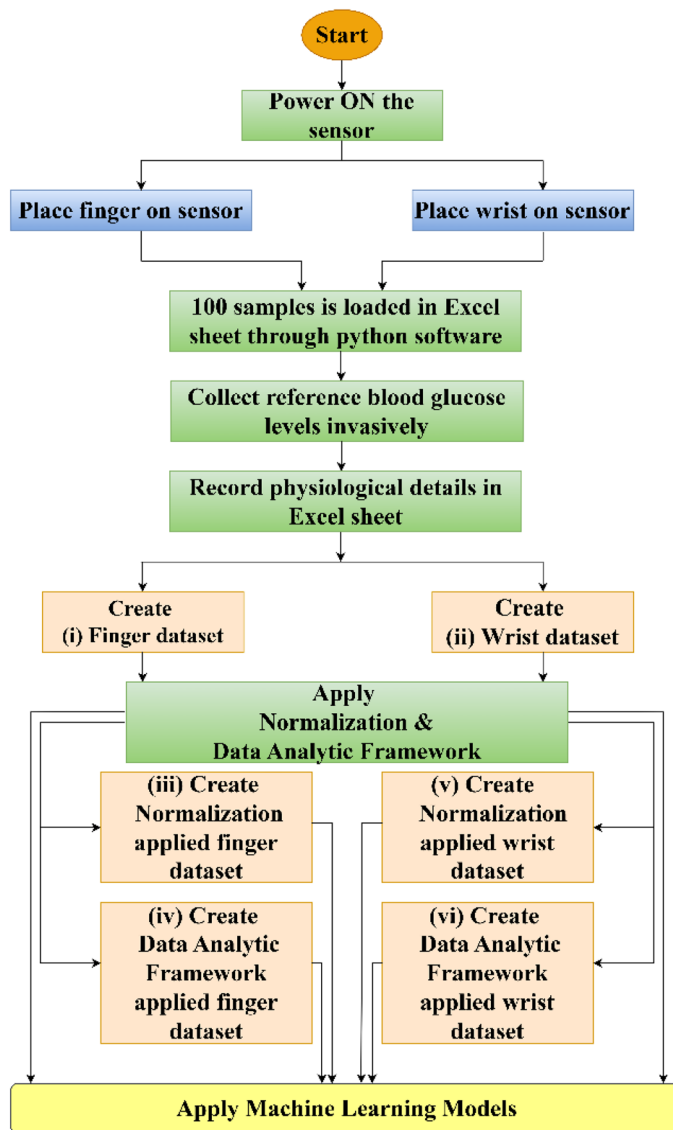 Start
Power ON the
sensor
Place finger on sensor
Place wrist on sensor
100 samples is loaded in Excel
sheet through python software
Collect reference blood glucose
levels invasively
Record physiological details in
Excel sheet
Create
(i) Finger dataset
Create
(ii) Wrist dataset
Apply
Normalization &
Data Analytic Framework
(iii) Create
Normalization
applied finger
dataset
(v) Create
Normalization
applied wrist
dataset
(iv) Create
Data Analytic
Framework
applied finger
dataset
(vi) Create
Data Analytic
Framework
applied wrist
dataset
Apply Machine Learning Models